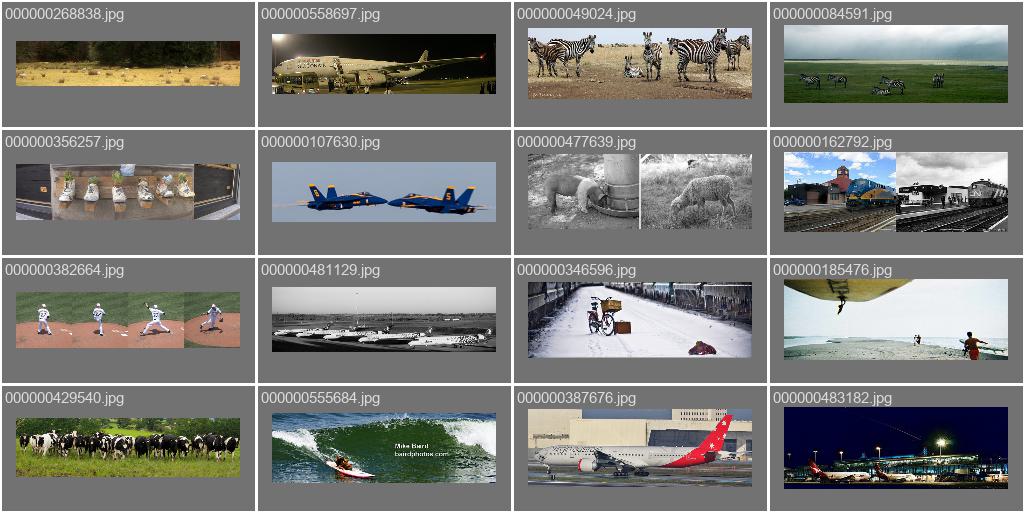 000000268838.jpg
000000558697.jpg
000000049024.jpg
000000084591.jpg
000000356257.jpg
000000107630.jpg
000000477639.jpg
000000162792.jpg
000000382664.jpg
000000481129.jpg
000000346596.jpg
000000185476.jpg
000000429540.jpg
000000555684.jpg
000000387676.jpg
000000483182.jpg
Mike Baird
bairdphotos.com